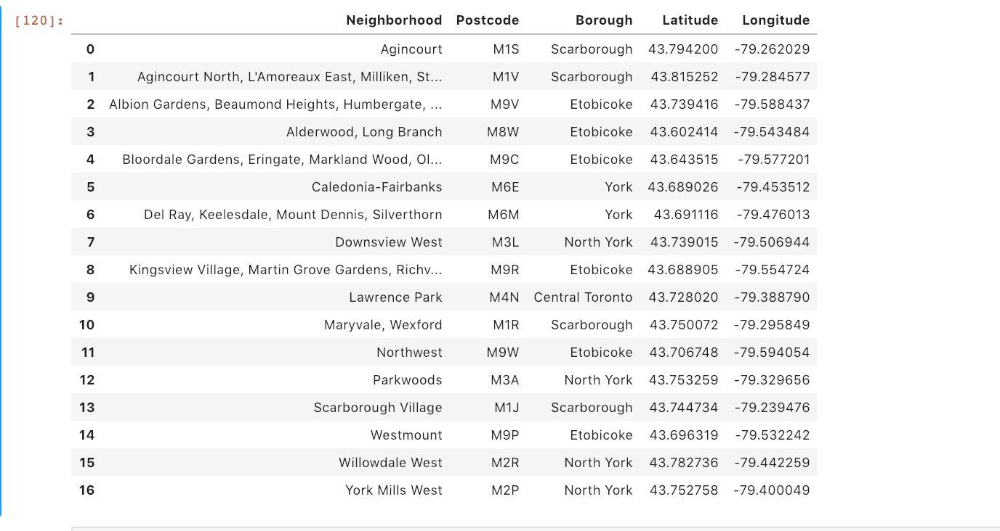 [120]:
Neighborhood Postcode Borough Latitude Longitude
0 Agincourt M1S Scarborough 43.794200 -79.262029
1 Agincourt North, L'Amoreaux East, Milliken, St... M1V Scarborough 43.815252 -79.284577
2 Albion Gardens, Beaumond Heights, Humbergate, ... M9V Etobicoke 43.739416 -79.588437
3 Alderwood, Long Branch M8W Etobicoke 43.602414 -79.543484
4 Bloordale Gardens, Eringate, Markland Wood, Ol... M9C Etobicoke 43.643515 -79.577201
5 Caledonia-Fairbanks M6E York 43.689026 -79.453512
6 Del Ray, Keelesdale, Mount Dennis, Silverthorn M6M York 43.691116 -79.476013
7 Downsview West M3L North York 43.739015 -79.506944
8 Kingsview Village, Martin Grove Gardens, Richv... M9R Etobicoke 43.688905 -79.554724
9 Lawrence Park M4N Central Toronto 43.728020 -79.388790
10 Maryvale, Wexford M1R Scarborough 43.750072 -79.295849
11 Northwest M9W Etobicoke 43.706748 -79.594054
12 Parkwoods M3A North York 43.753259 -79.329656
13 Scarborough Village M1J Scarborough 43.744734 -79.239476
14 Westmount M9P Etobicoke 43.696319 -79.532242
15 Willowdale West M2R North York 43.782736 -79.442259
16 York Mills West M2P North York 43.752758 -79.400049